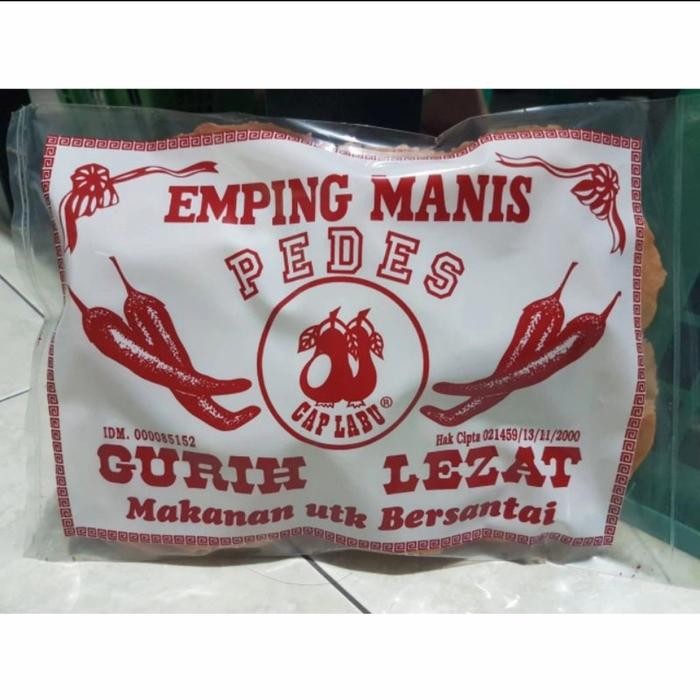 EMPING MANIS
PEDES
CAP LABU®
IDM. 000085152
Hak Cipta 021459/13/11/2000
GURIH LEZAT
Makanan utk Bersantai